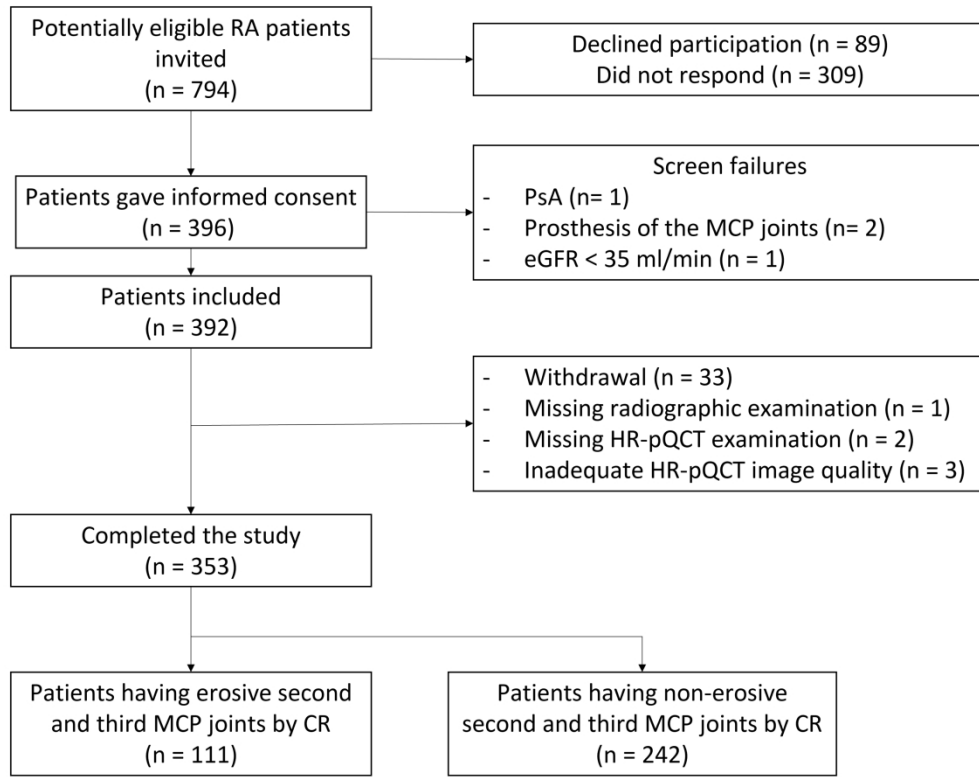 Potentially eligible RA patients
invited
(n = 794)
Declined participation (n = 89)
Did not respond (n = 309)
Patients gave informed consent
(n = 396)
Screen failures
- PsA (n= 1)
- Prosthesis of the MCP joints (n= 2)
- eGFR < 35 ml/min (n = 1)
Patients included
(n = 392)
- Withdrawal (n = 33)
- Missing radiographic examination (n = 1)
- Missing HR-pQCT examination (n = 2)
- Inadequate HR-pQCT image quality (n = 3)
Completed the study
(n = 353)
Patients having erosive second
and third MCP joints by CR
(n = 111)
Patients having non-erosive
second and third MCP joints by CR
(n = 242)